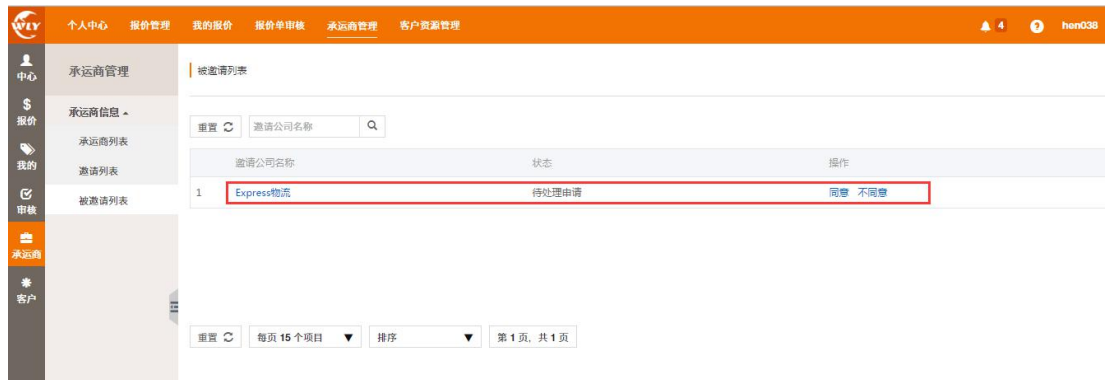 WLY 个人中心 报价管理 我的报价 报价单审核 承运商管理 客户资源管理 4 ? hen038
中心
报价
我的
审核
承运商
客户
承运商管理
承运商信息
承运商列表
邀请列表
被邀请列表
被邀请列表
重置 邀请公司名称
邀请公司名称 状态 操作
1 Express物流 待处理申请 同意 不同意
重置 每页 15 个项目 ▼ 排序 ▼ 第 1 页, 共 1 页